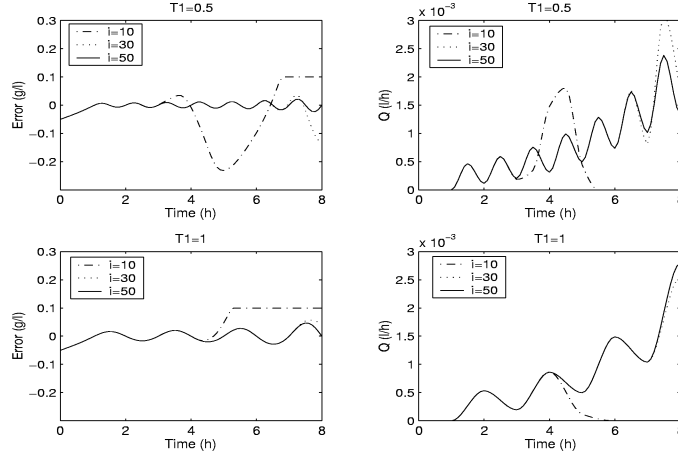 T1=0.5
0.3
0.2
0.1
0
−0.1
−0.2
0
2
4
6
8
Error (g/l)
Time (h)
i=10
i=30
i=50
T1=0.5
x 10⁻³
3
2.5
2
1.5
1
0.5
0
0
2
4
6
8
Q (l/h)
Time (h)
i=10
i=30
i=50
T1=1
0.3
0.2
0.1
0
−0.1
−0.2
0
2
4
6
8
Error (g/l)
Time (h)
i=10
i=30
i=50
T1=1
x 10⁻³
3
2.5
2
1.5
1
0.5
0
0
2
4
6
8
Q (l/h)
Time (h)
i=10
i=30
i=50